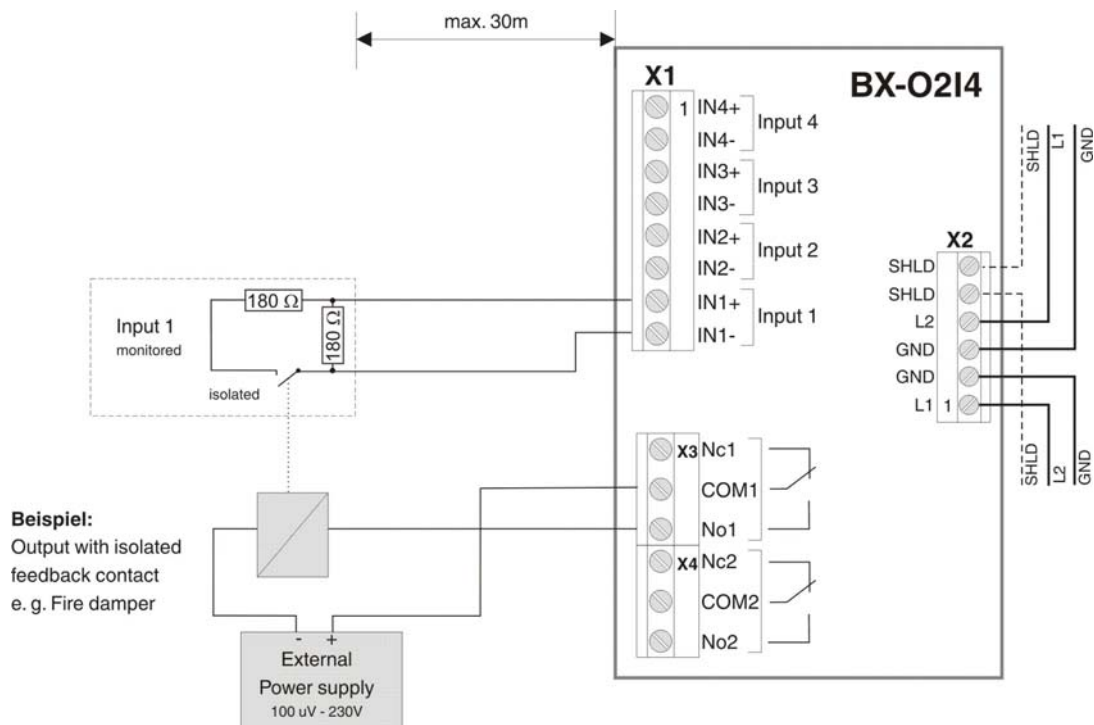 max. 30m
BX-O2I4
X1
1 IN4+
IN4-
Input 4
IN3+
IN3-
Input 3
IN2+
IN2-
Input 2
IN1+
IN1-
Input 1
180 Ω
180 Ω
Input 1
monitored
isolated
SHLD
L1
GND
X2
SHLD
SHLD
L2
GND
GND
L1 1
SHLD
L2
GND
X3 Nc1
COM1
No1
X4 Nc2
COM2
No2
Beispiel:
Output with isolated
feedback contact
e. g. Fire damper
- +
External
Power supply
100 uV - 230V